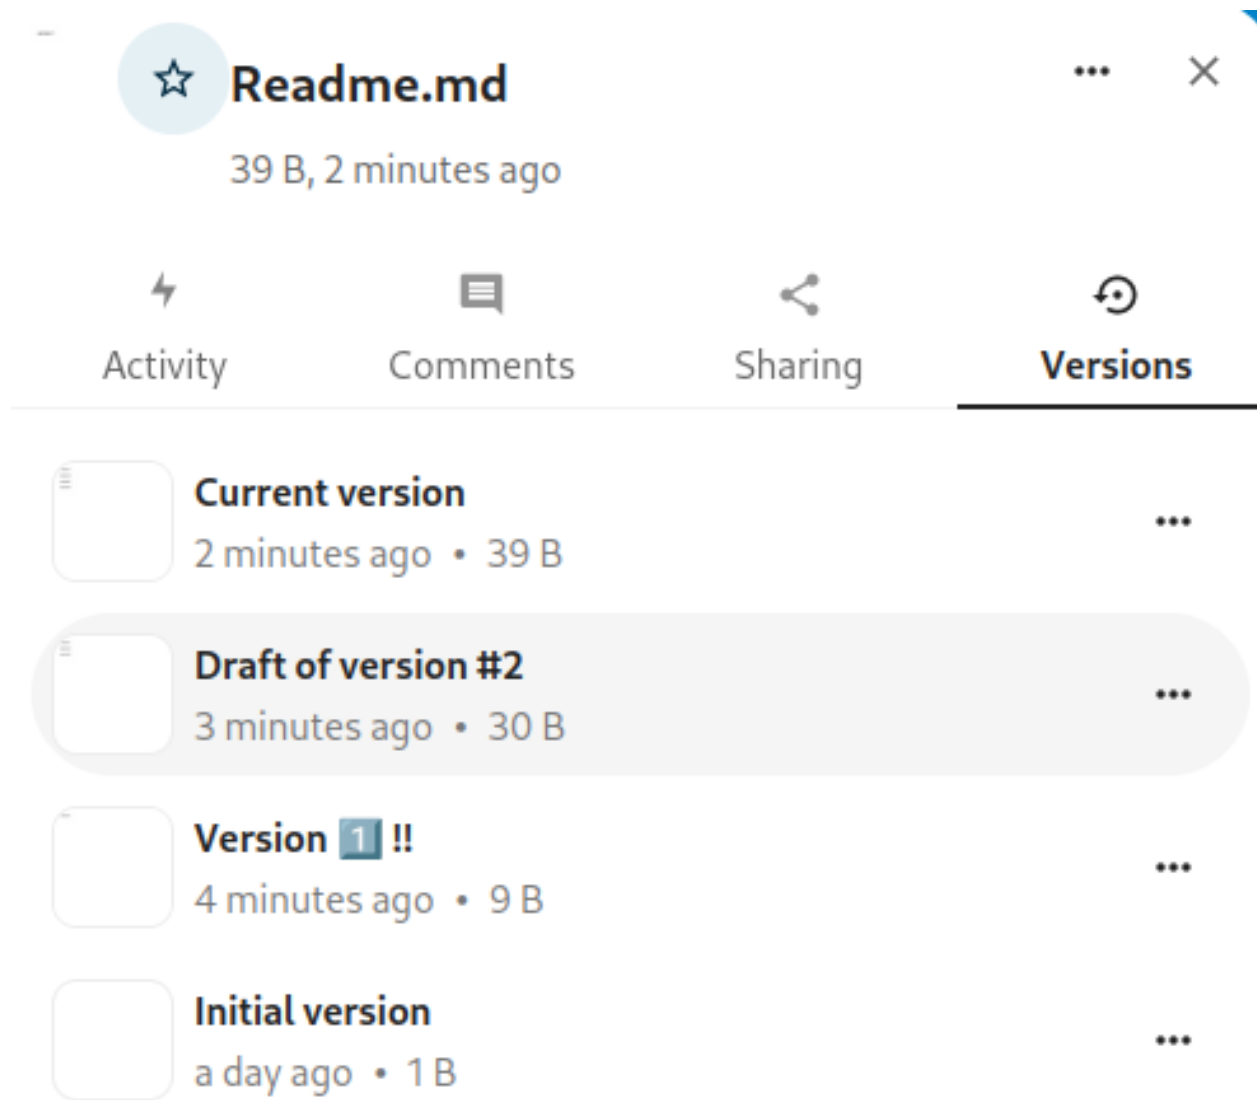 Readme.md
39 B, 2 minutes ago
Activity
Comments
Sharing
Versions
Current version
2 minutes ago • 39 B
Draft of version #2
3 minutes ago • 30 B
Version 1️⃣ !!
4 minutes ago • 9 B
Initial version
a day ago • 1 B